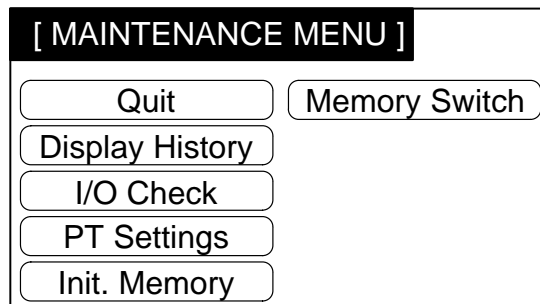 [ MAINTENANCE MENU ]
Quit
Memory Switch
Display History
I/O Check
PT Settings
Init. Memory